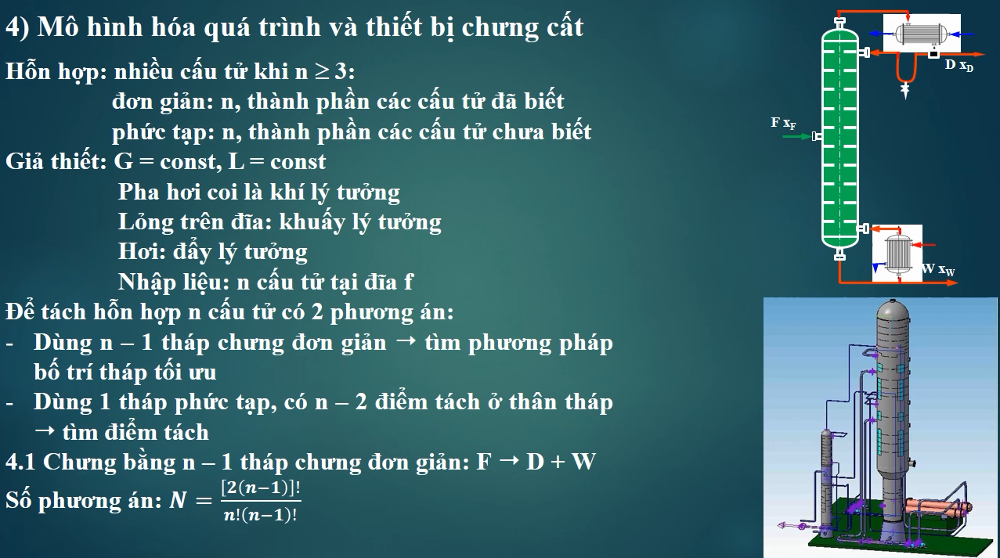 4) Mô hình hóa quá trình và thiết bị chưng cất
Hỗn hợp: nhiều cấu tử khi n ≥ 3:
đơn giản: n, thành phần các cấu tử đã biết
phức tạp: n, thành phần các cấu tử chưa biết
Giả thiết: G = const, L = const
Pha hơi coi là khí lý tưởng
Lỏng trên đĩa: khuấy lý tưởng
Hơi: đẩy lý tưởng
Nhập liệu: n cấu tử tại đĩa f
Để tách hỗn hợp n cấu tử có 2 phương án:
- Dùng n – 1 tháp chưng đơn giản → tìm phương pháp
bố trí tháp tối ưu
- Dùng 1 tháp phức tạp, có n – 2 điểm tách ở thân tháp
→ tìm điểm tách
4.1 Chưng bằng n – 1 tháp chưng đơn giản: F → D + W
Số phương án: N = [2(n−1)]! / n!(n−1)!
D x_D
F x_F
W x_W